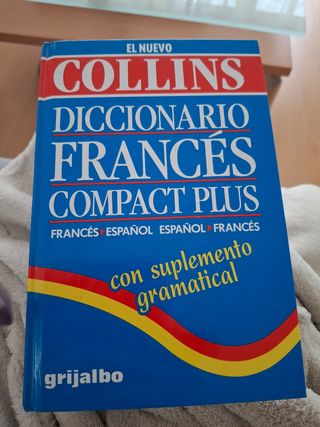 EL NUEVO
COLLINS
DICCIONARIO
FRANCÉS
COMPACT PLUS
FRANCÉS▸ESPAÑOL ESPAÑOL▸FRANCÉS
con suplemento
gramatical
grijalbo